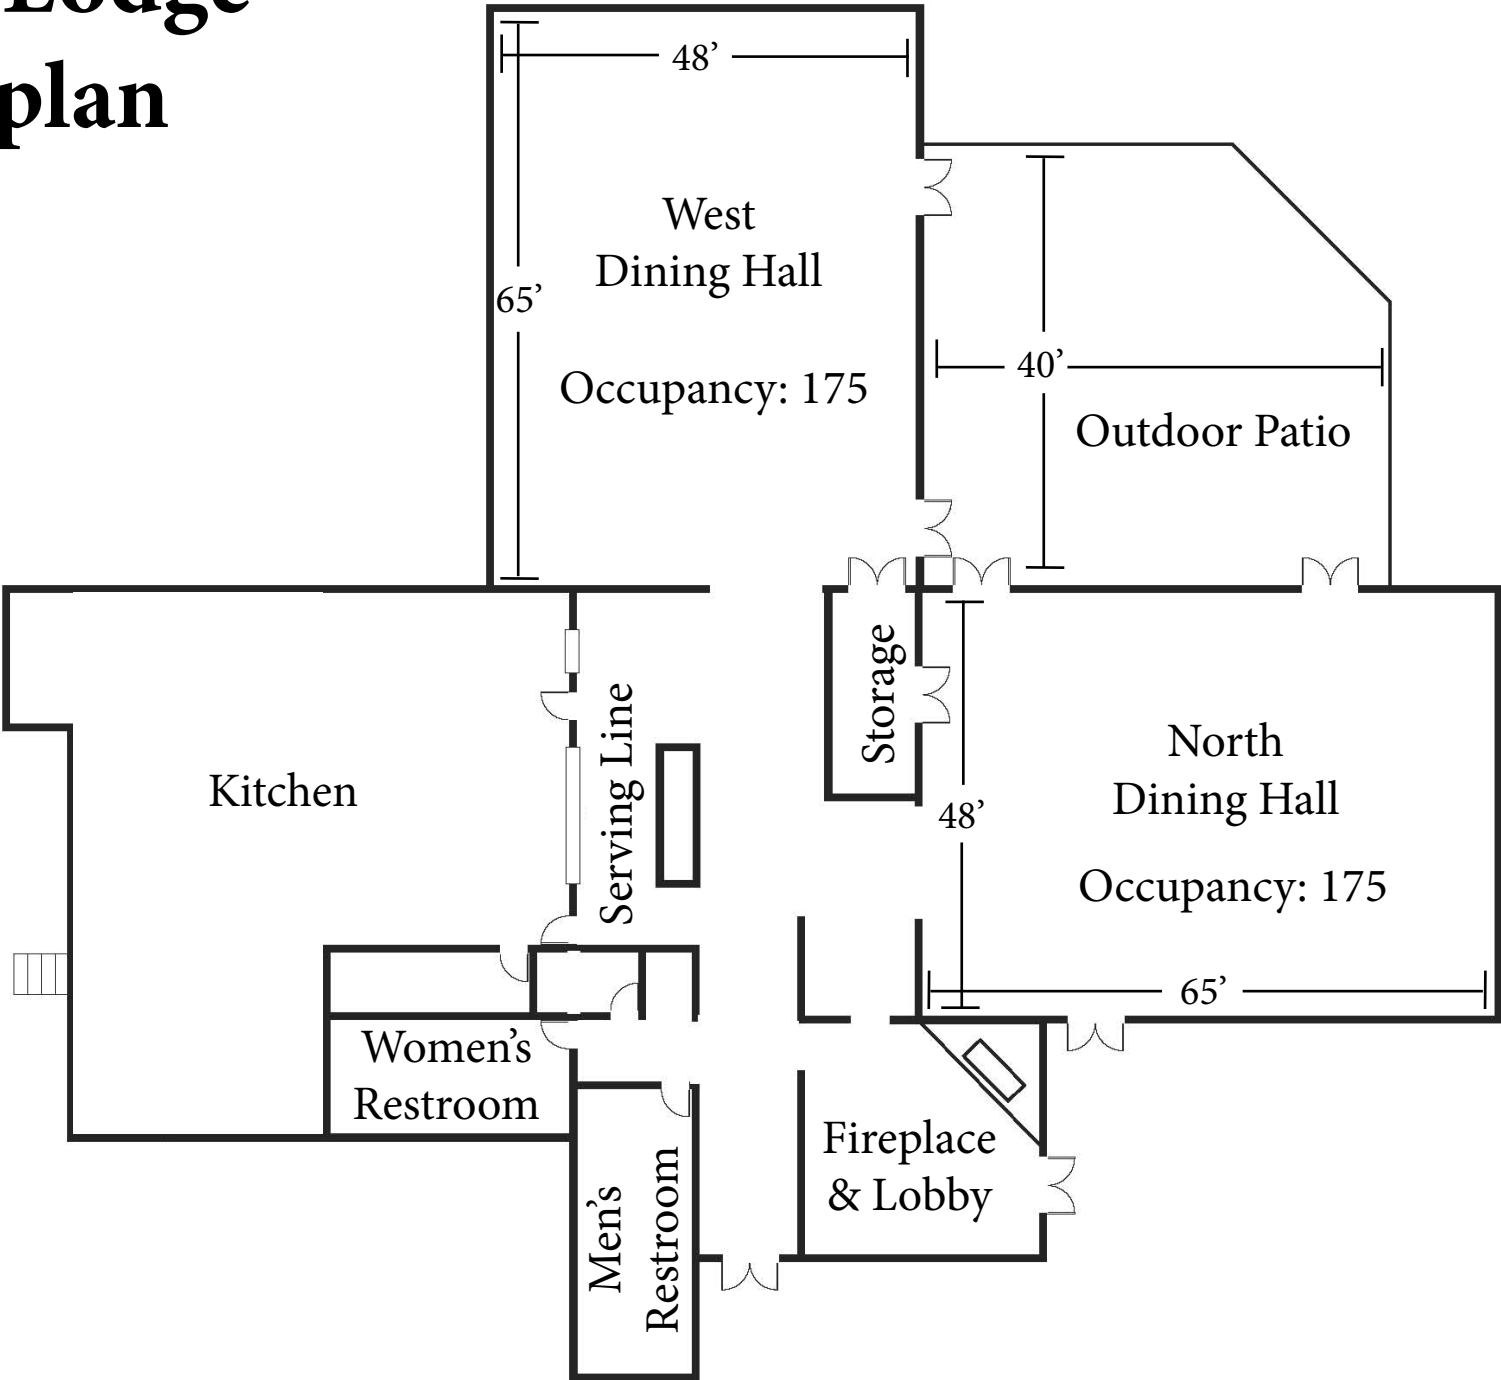 Lodge
plan
48’
65’
West
Dining Hall
Occupancy: 175
40’
Outdoor Patio
Storage
Serving Line
Kitchen
48’
North
Dining Hall
Occupancy: 175
65’
Women’s
Restroom
Men’s
Restroom
Fireplace
& Lobby